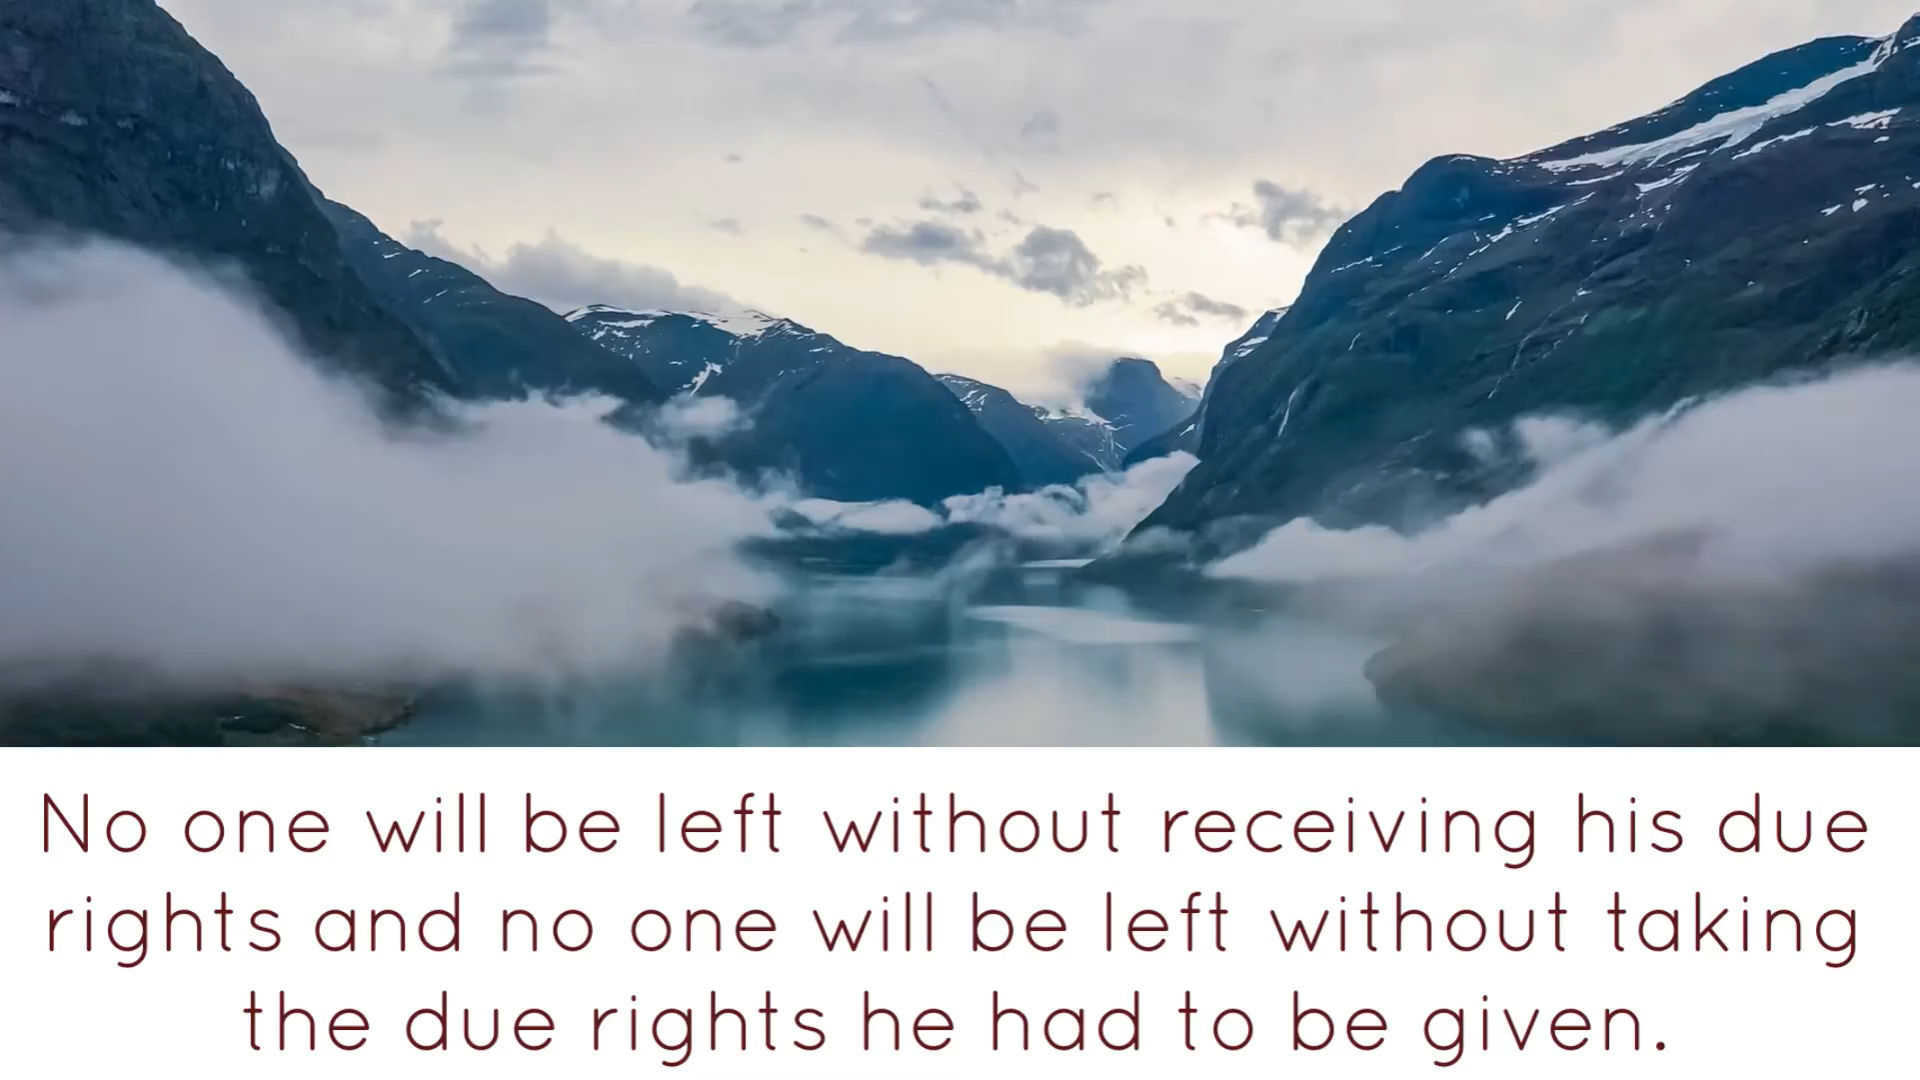 No one will be left without receiving his due
rights and no one will be left without taking
the due rights he had to be given.